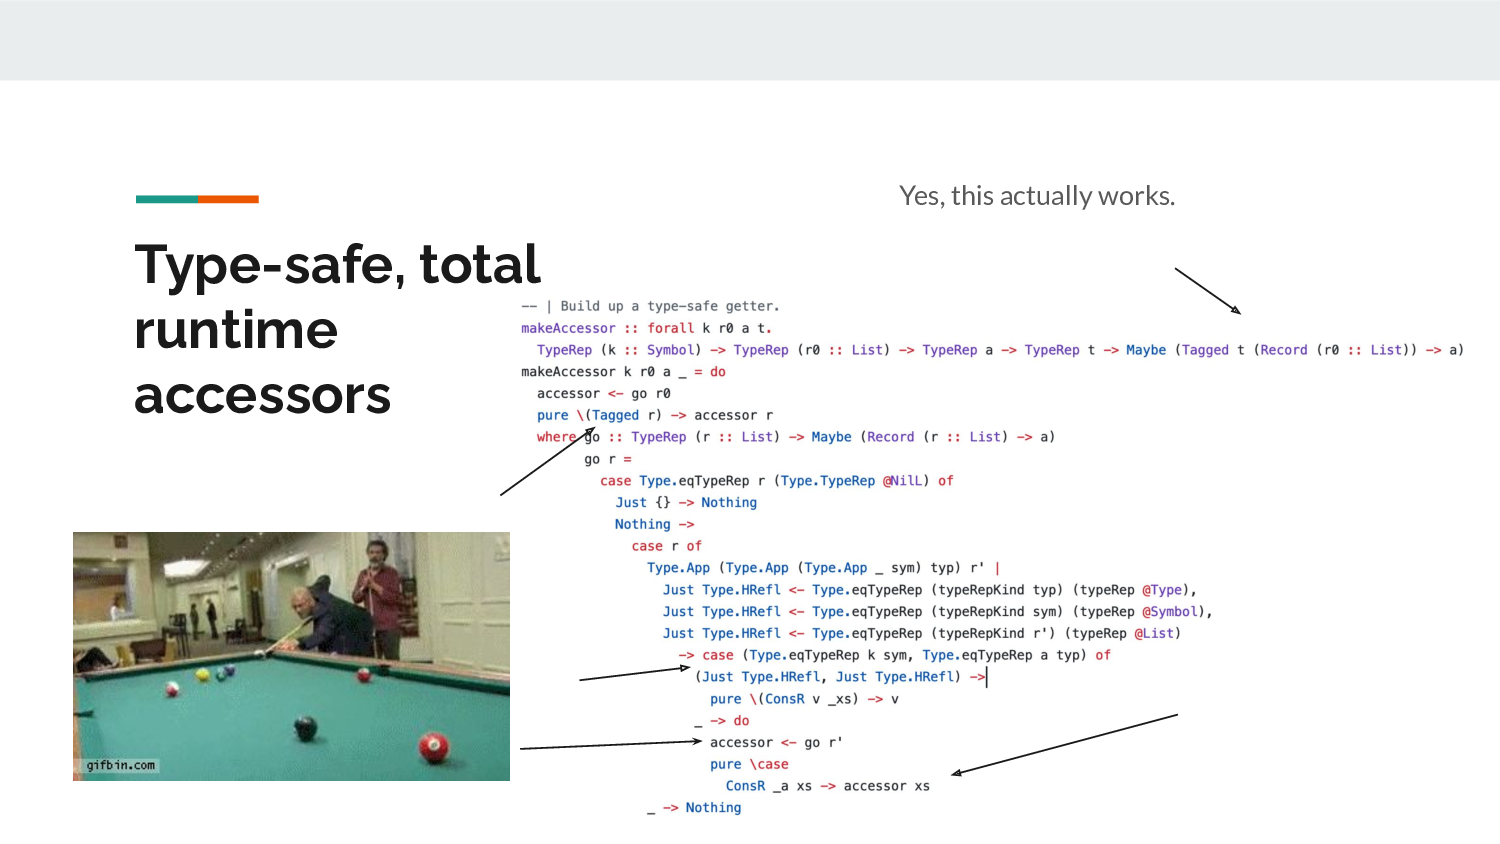 Yes, this actually works.
Type-safe, total
runtime
accessors
-- | Build up a type-safe getter.
makeAccessor :: forall k r0 a t.
  TypeRep (k :: Symbol) -> TypeRep (r0 :: List) -> TypeRep a -> TypeRep t -> Maybe (Tagged t (Record (r0 :: List)) -> a)
makeAccessor k r0 a _ = do
  accessor <- go r0
  pure \(Tagged r) -> accessor r
  where go :: TypeRep (r :: List) -> Maybe (Record (r :: List) -> a)
        go r =
          case Type.eqTypeRep r (Type.TypeRep @NilL) of
            Just {} -> Nothing
            Nothing ->
              case r of
                Type.App (Type.App (Type.App _ sym) typ) r' |
                  Just Type.HRefl <- Type.eqTypeRep (typeRepKind typ) (typeRep @Type),
                  Just Type.HRefl <- Type.eqTypeRep (typeRepKind sym) (typeRep @Symbol),
                  Just Type.HRefl <- Type.eqTypeRep (typeRepKind r') (typeRep @List)
                    -> case (Type.eqTypeRep k sym, Type.eqTypeRep a typ) of
                      (Just Type.HRefl, Just Type.HRefl) ->
                        pure \(ConsR v _xs) -> v
                      _ -> do
                        accessor <- go r'
                        pure \case
                          ConsR _a xs -> accessor xs
                _ -> Nothing
gifbin.com